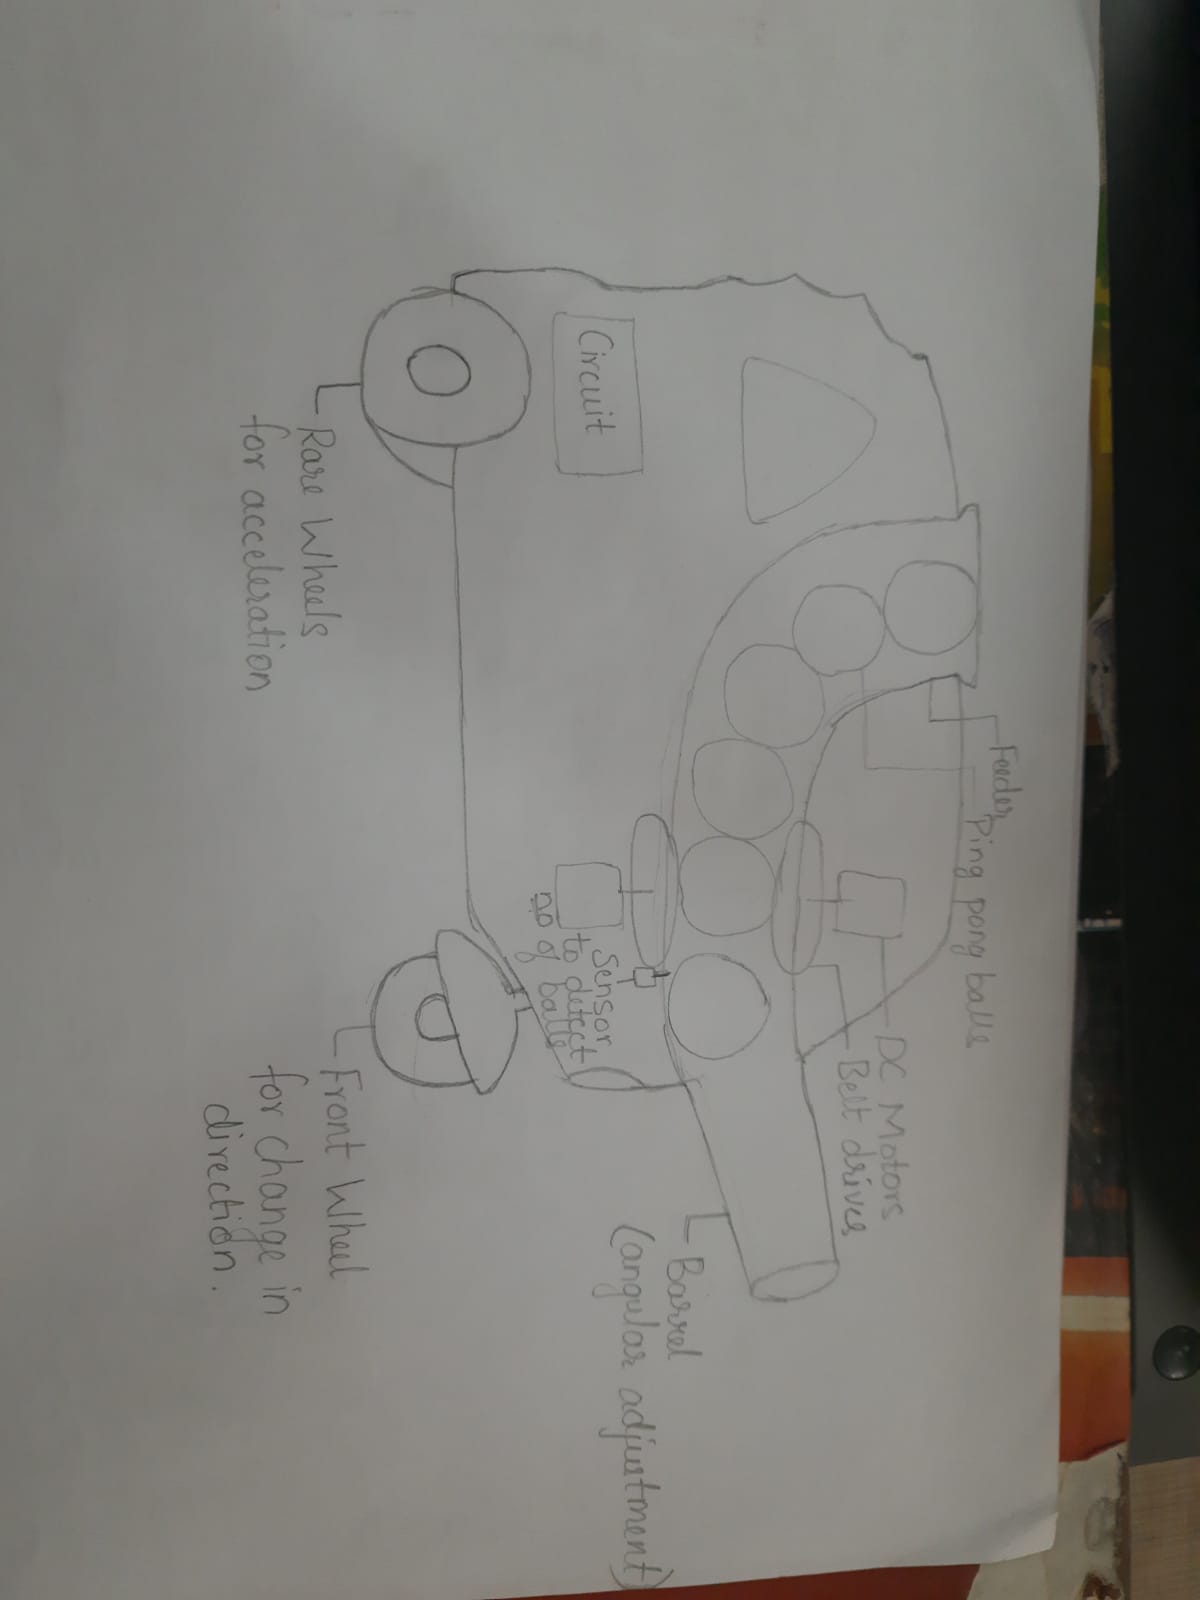 Feeder
Ping pong balls
DC Motors
Belt drives
Circuit
Sensor
to detect
no of balls
Barrel
(angular adjustment)
Rare Wheels
for acceleration
Front Wheel
for change in
direction.